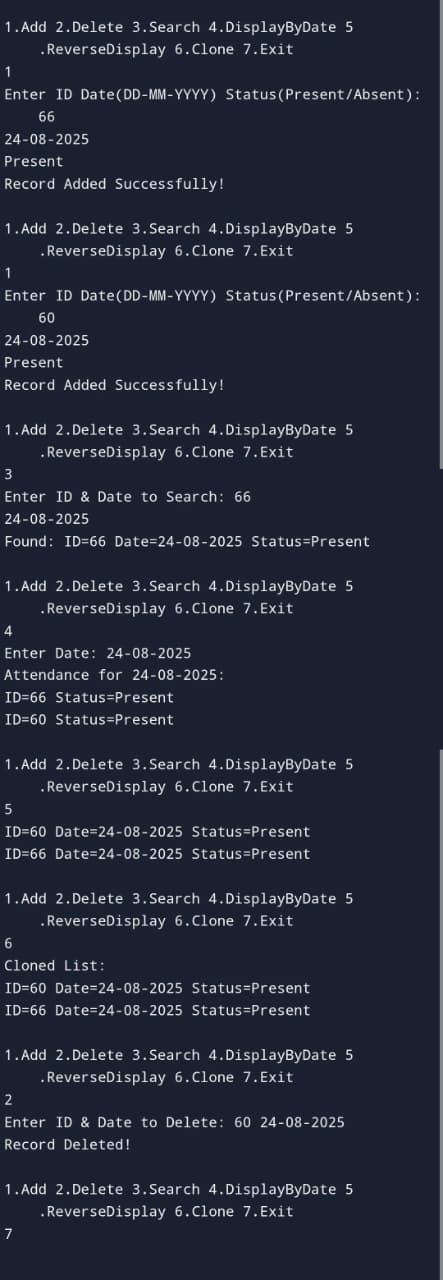 1.Add 2.Delete 3.Search 4.DisplayByDate 5
.ReverseDisplay 6.Clone 7.Exit
1
Enter ID Date(DD-MM-YYYY) Status(Present/Absent):
66
24-08-2025
Present
Record Added Successfully!
1.Add 2.Delete 3.Search 4.DisplayByDate 5
.ReverseDisplay 6.Clone 7.Exit
1
Enter ID Date(DD-MM-YYYY) Status(Present/Absent):
60
24-08-2025
Present
Record Added Successfully!
1.Add 2.Delete 3.Search 4.DisplayByDate 5
.ReverseDisplay 6.Clone 7.Exit
3
Enter ID & Date to Search: 66
24-08-2025
Found: ID=66 Date=24-08-2025 Status=Present
1.Add 2.Delete 3.Search 4.DisplayByDate 5
.ReverseDisplay 6.Clone 7.Exit
4
Enter Date: 24-08-2025
Attendance for 24-08-2025:
ID=66 Status=Present
ID=60 Status=Present
1.Add 2.Delete 3.Search 4.DisplayByDate 5
.ReverseDisplay 6.Clone 7.Exit
5
ID=60 Date=24-08-2025 Status=Present
ID=66 Date=24-08-2025 Status=Present
1.Add 2.Delete 3.Search 4.DisplayByDate 5
.ReverseDisplay 6.Clone 7.Exit
6
Cloned List:
ID=60 Date=24-08-2025 Status=Present
ID=66 Date=24-08-2025 Status=Present
1.Add 2.Delete 3.Search 4.DisplayByDate 5
.ReverseDisplay 6.Clone 7.Exit
2
Enter ID & Date to Delete: 60 24-08-2025
Record Deleted!
1.Add 2.Delete 3.Search 4.DisplayByDate 5
.ReverseDisplay 6.Clone 7.Exit
7